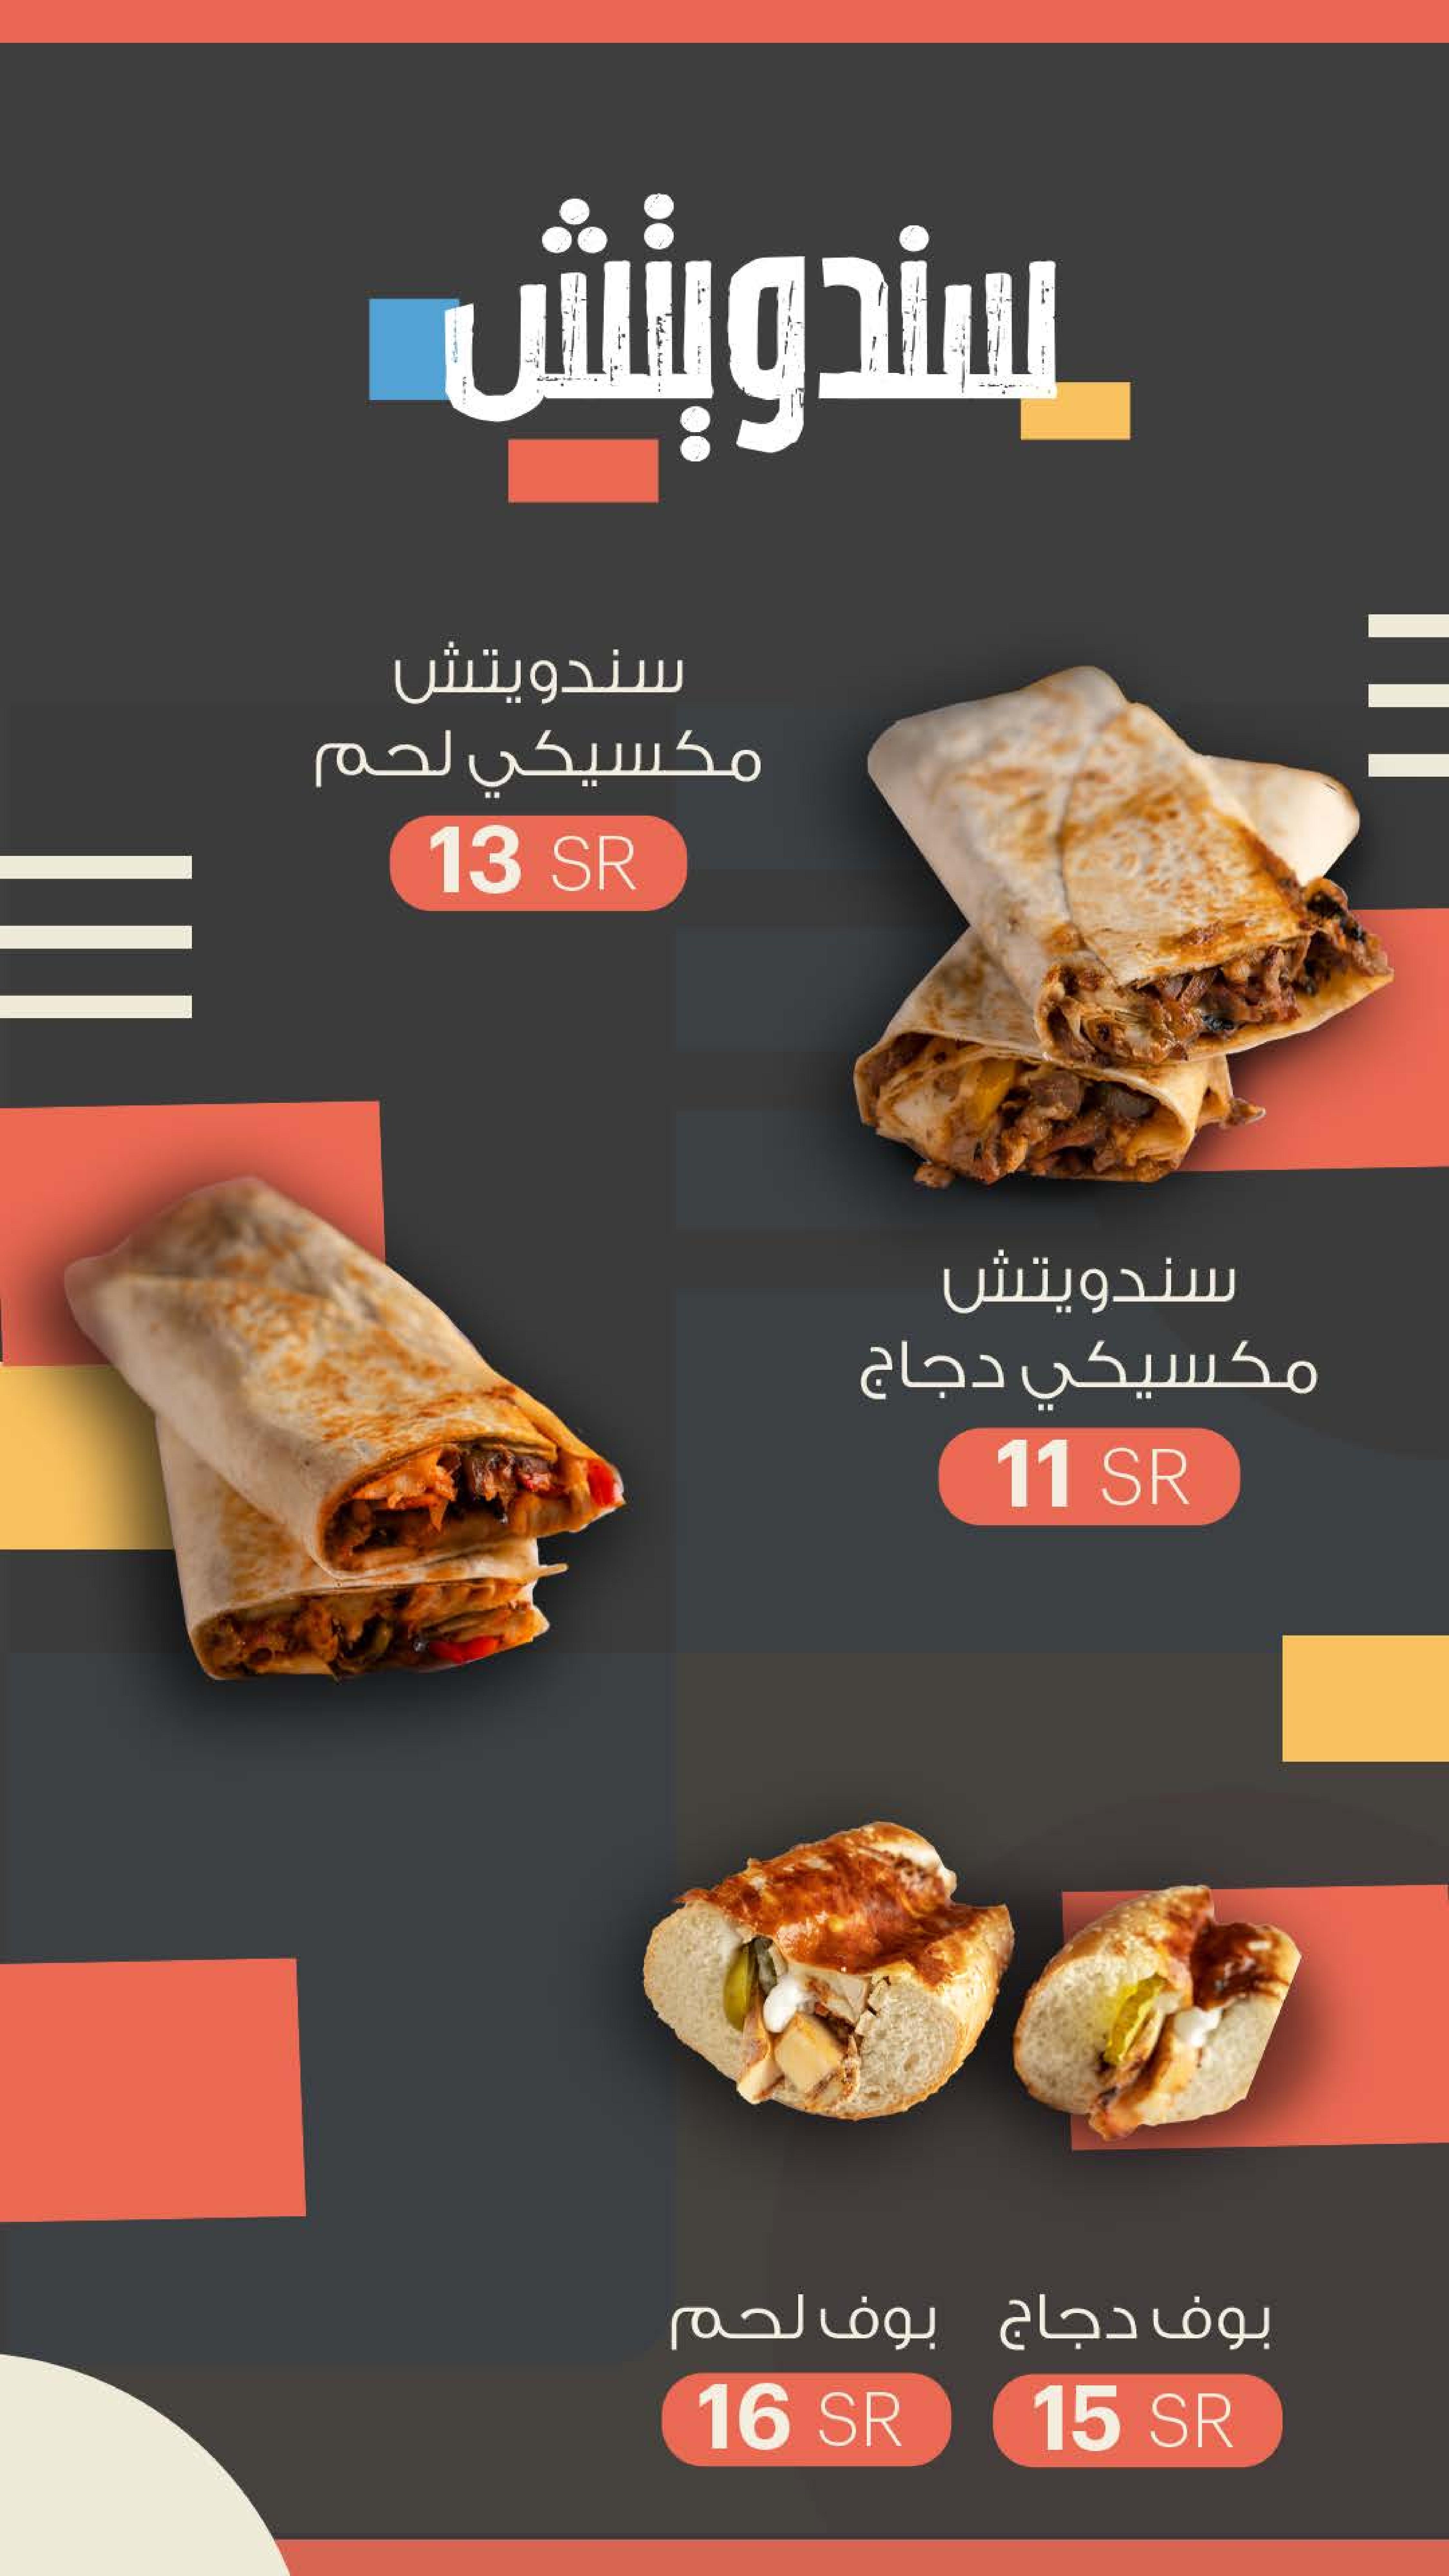 سندويتش
سندويتش
مكسيكي لحم
13 SR
سندويتش
مكسيكي دجاج
11 SR
بوف دجاج
15 SR
بوف لحم
16 SR